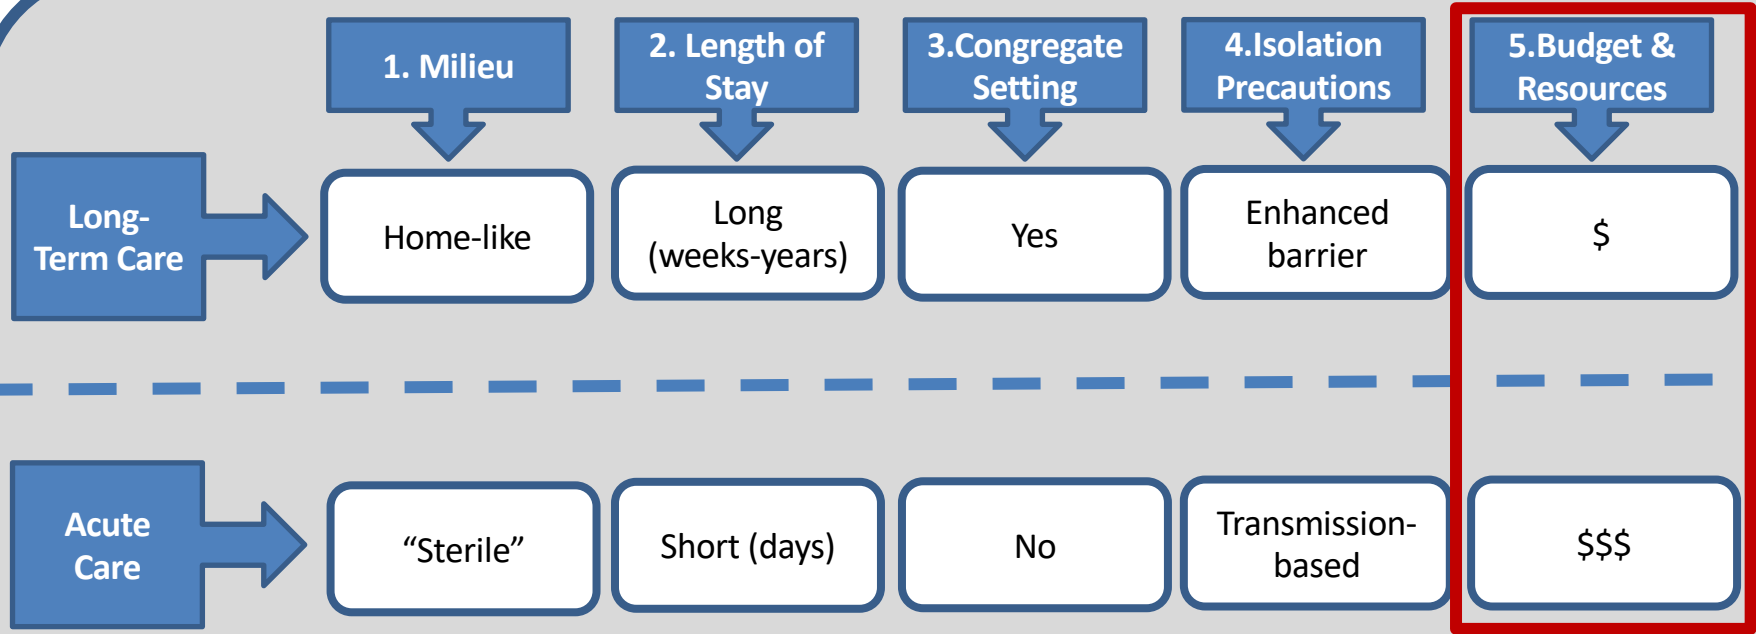 1. Milieu
2. Length of
Stay
3.Congregate
Setting
4.Isolation
Precautions
5.Budget &
Resources
Long-
Term Care
Home-like
Long
(weeks-years)
Yes
Enhanced
barrier
$
Acute
Care
“Sterile”
Short (days)
No
Transmission-
based
$$$